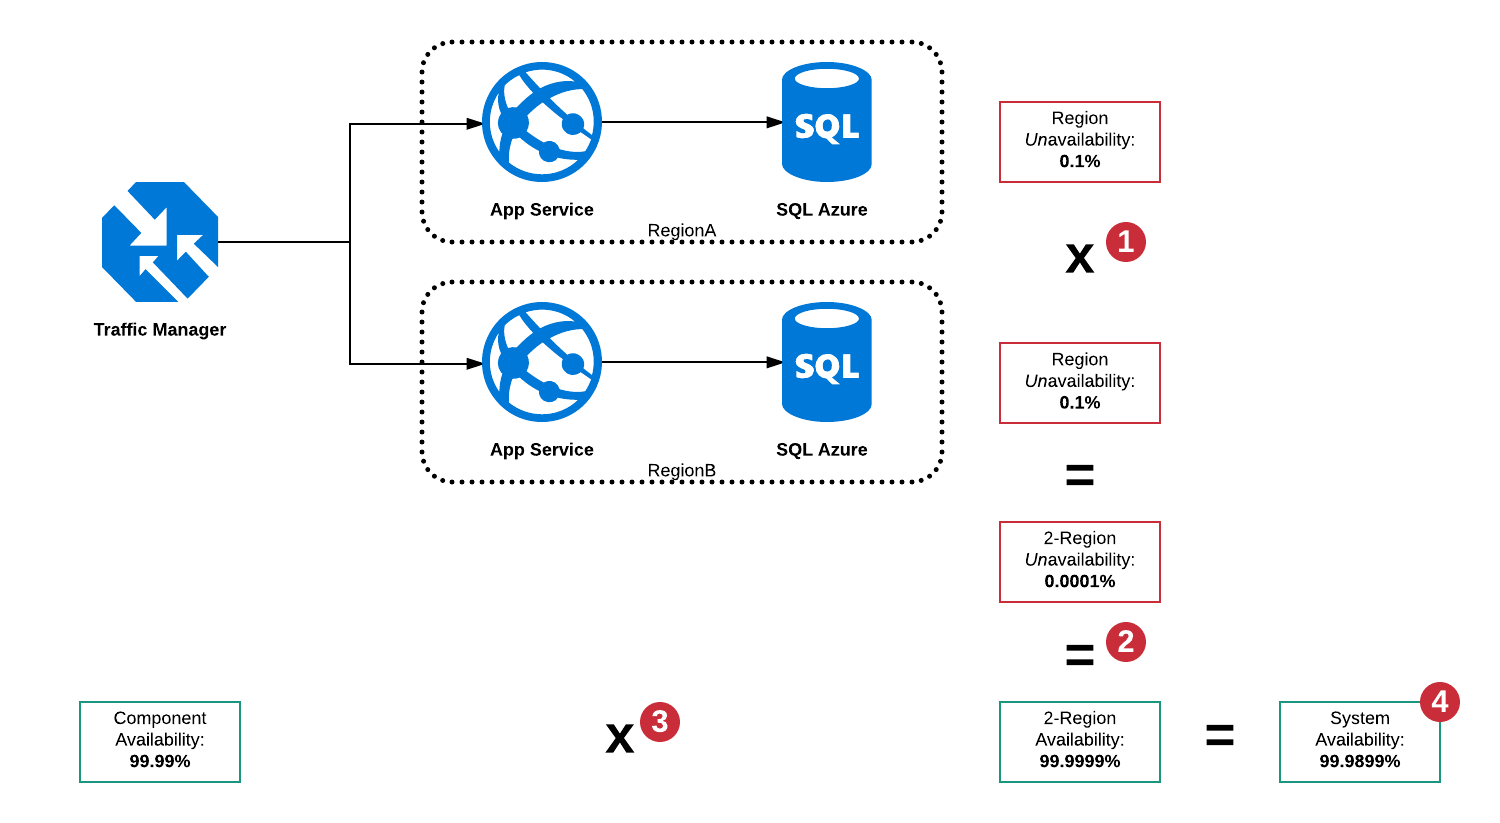 SQL
App Service
SQL Azure
RegionA
Traffic Manager
SQL
App Service
SQL Azure
RegionB
Region
Unavailability:
0.1%
x 1
Region
Unavailability:
0.1%
=
2-Region
Unavailability:
0.0001%
= 2
Component
Availability:
99.99%
x 3
2-Region
Availability:
99.9999%
=
4
System
Availability:
99.9899%